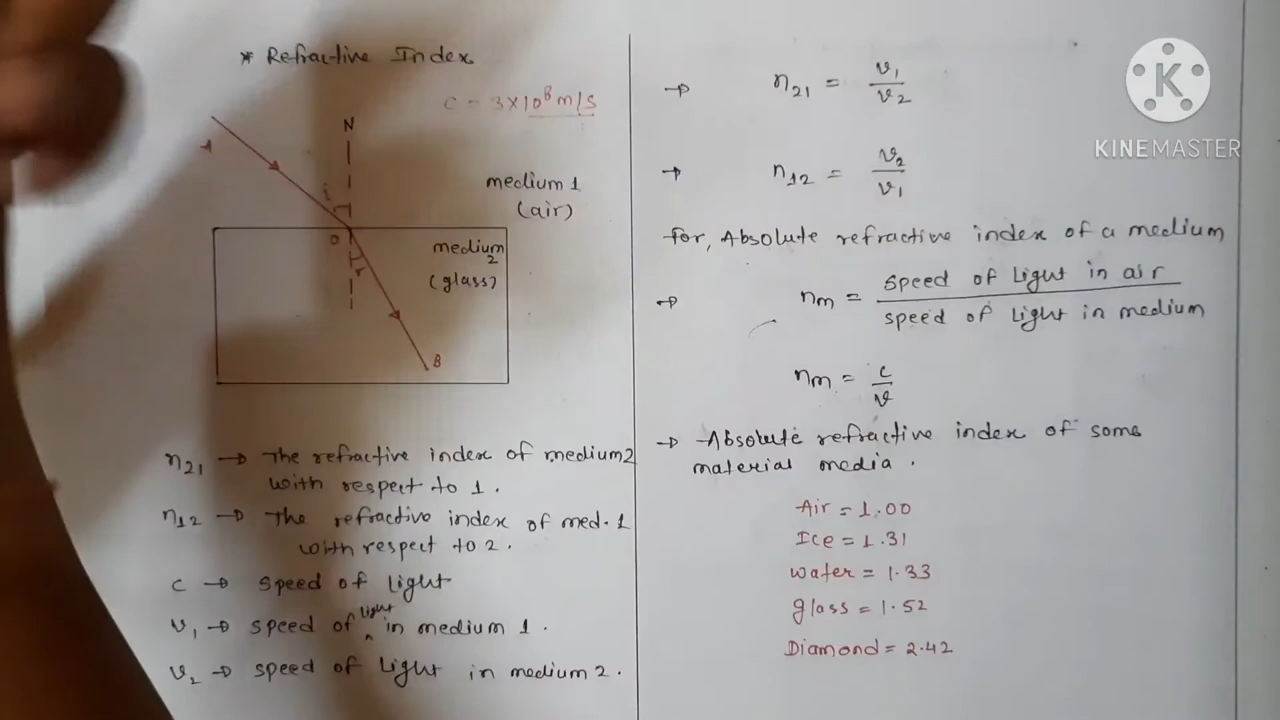 * Refractive Index
C = 3×10⁸ m/s
N
A
i
medium 1
(air)
O
medium
2
(glass)
r
B
n₂₁ → The refractive index of medium2
with respect to 1.
n₁₂ → The refractive index of med. 1
with respect to 2.
c → speed of light
v₁ → speed of light in medium 1.
v₂ → speed of light in medium 2.
→ n₂₁ = v₁/v₂
→ n₁₂ = v₂/v₁
for, Absolute refractive index of a medium
→ nm = speed of light in air / speed of light in medium
nm = c/v
→ Absolute refractive index of some
material media.
Air = 1.00
Ice = 1.31
water = 1.33
glass = 1.52
Diamond = 2.42
K
KINEMASTER